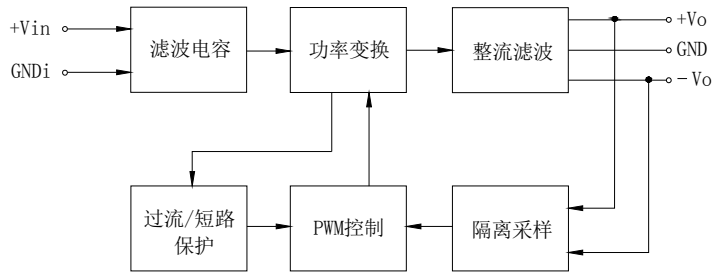 +Vin
GNDi
滤波电容
功率变换
整流滤波
+Vo
GND
-Vo
过流/短路
保护
PWM控制
隔离采样